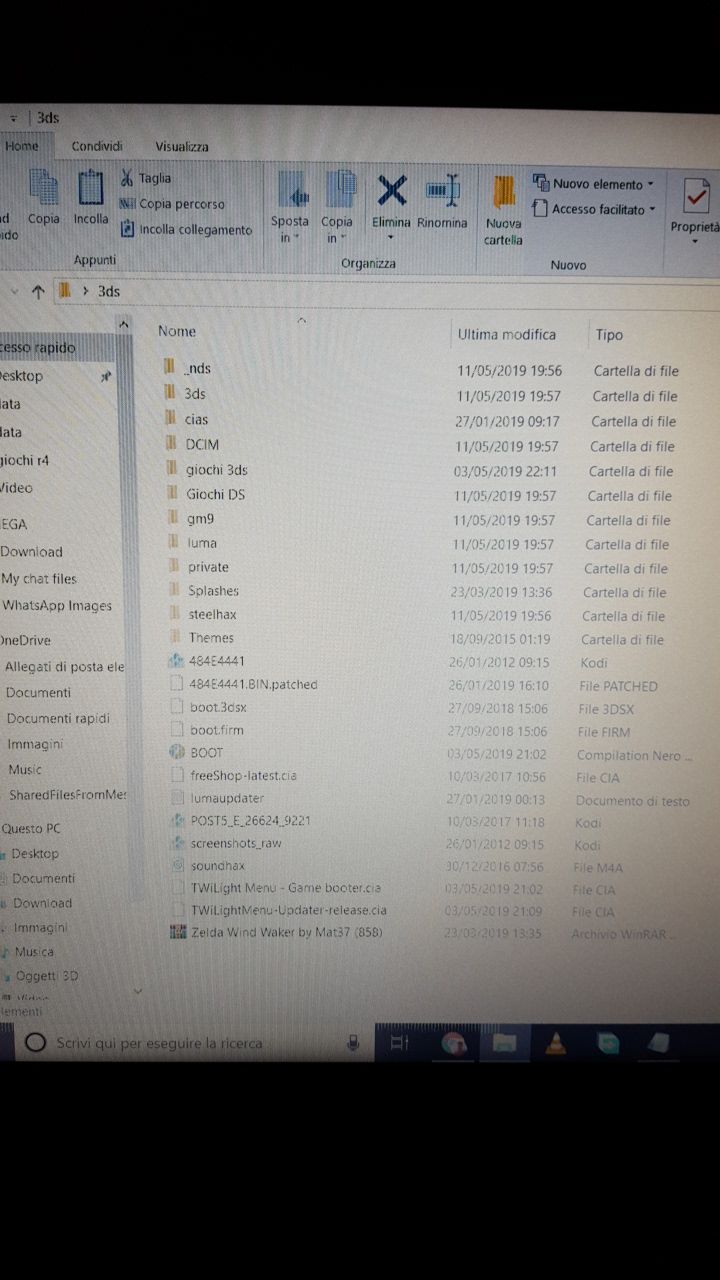 3ds
Home Condividi Visualizza
Copia
Incolla
Taglia
Copia percorso
Incolla collegamento
Appunti
Sposta in
Copia in
Elimina
Rinomina
Organizza
Nuova cartella
Nuovo elemento
Accesso facilitato
Nuovo
Proprietà
> 3ds
cesso rapido
esktop
ata
lata
giochi r4
Video
EGA
Download
My chat files
WhatsApp Images
OneDrive
Allegati di posta ele
Documenti
Documenti rapidi
Immagini
Music
SharedFilesFromMe
Questo PC
Desktop
Documenti
Download
Immagini
Musica
Oggetti 3D
lementi
Nome Ultima modifica Tipo
_nds 11/05/2019 19:56 Cartella di file
3ds 11/05/2019 19:57 Cartella di file
cias 27/01/2019 09:17 Cartella di file
DCIM 11/05/2019 19:57 Cartella di file
giochi 3ds 03/05/2019 22:11 Cartella di file
Giochi DS 11/05/2019 19:57 Cartella di file
gm9 11/05/2019 19:57 Cartella di file
luma 11/05/2019 19:57 Cartella di file
private 11/05/2019 19:57 Cartella di file
Splashes 23/03/2019 13:36 Cartella di file
steelhax 11/05/2019 19:56 Cartella di file
Themes 18/09/2015 01:19 Cartella di file
484E4441 26/01/2012 09:15 Kodi
484E4441.BIN.patched 26/01/2019 16:10 File PATCHED
boot.3dsx 27/09/2018 15:06 File 3DSX
boot.firm 27/09/2018 15:06 File FIRM
BOOT 03/05/2019 21:02 Compilation Nero ...
freeShop-latest.cia 10/03/2017 10:56 File CIA
lumaupdater 27/01/2019 00:13 Documento di testo
POST5_E_26624_9221 10/03/2017 11:18 Kodi
screenshots_raw 26/01/2012 09:15 Kodi
soundhax 30/12/2016 07:56 File M4A
TWiLight Menu - Game booter.cia 03/05/2019 21:02 File CIA
TWiLightMenu-Updater-release.cia 03/05/2019 21:09 File CIA
Zelda Wind Waker by Mat37 (858) 23/03/2019 13:35 Archivio WinRAR ...
Scrivi qui per eseguire la ricerca